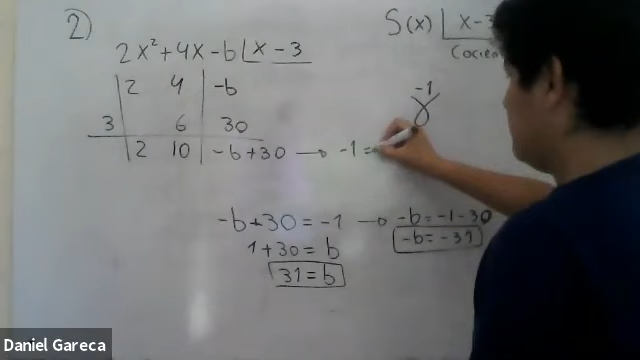 2)
S(x) | x-3
Cocien
2x²+4x-b | x-3
2 4 | -b
3 | 6 | 30
2 10 | -b+30 → -1=
-1
γ
-b+30=-1 → -b=-1-30
1+30=b
-b=-31
31=b
Daniel Gareca